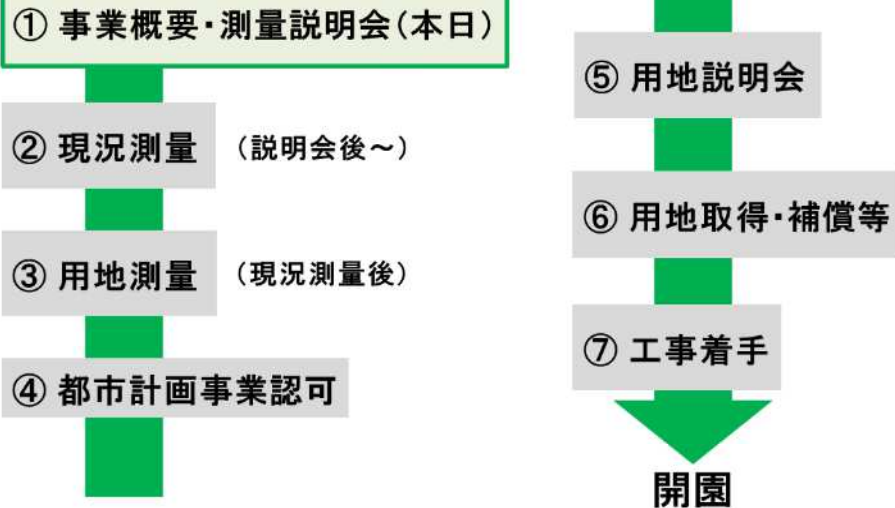 ① 事業概要・測量説明会(本日)
② 現況測量 (説明会後~)
③ 用地測量 (現況測量後)
④ 都市計画事業認可
⑤ 用地説明会
⑥ 用地取得・補償等
⑦ 工事着手
開園